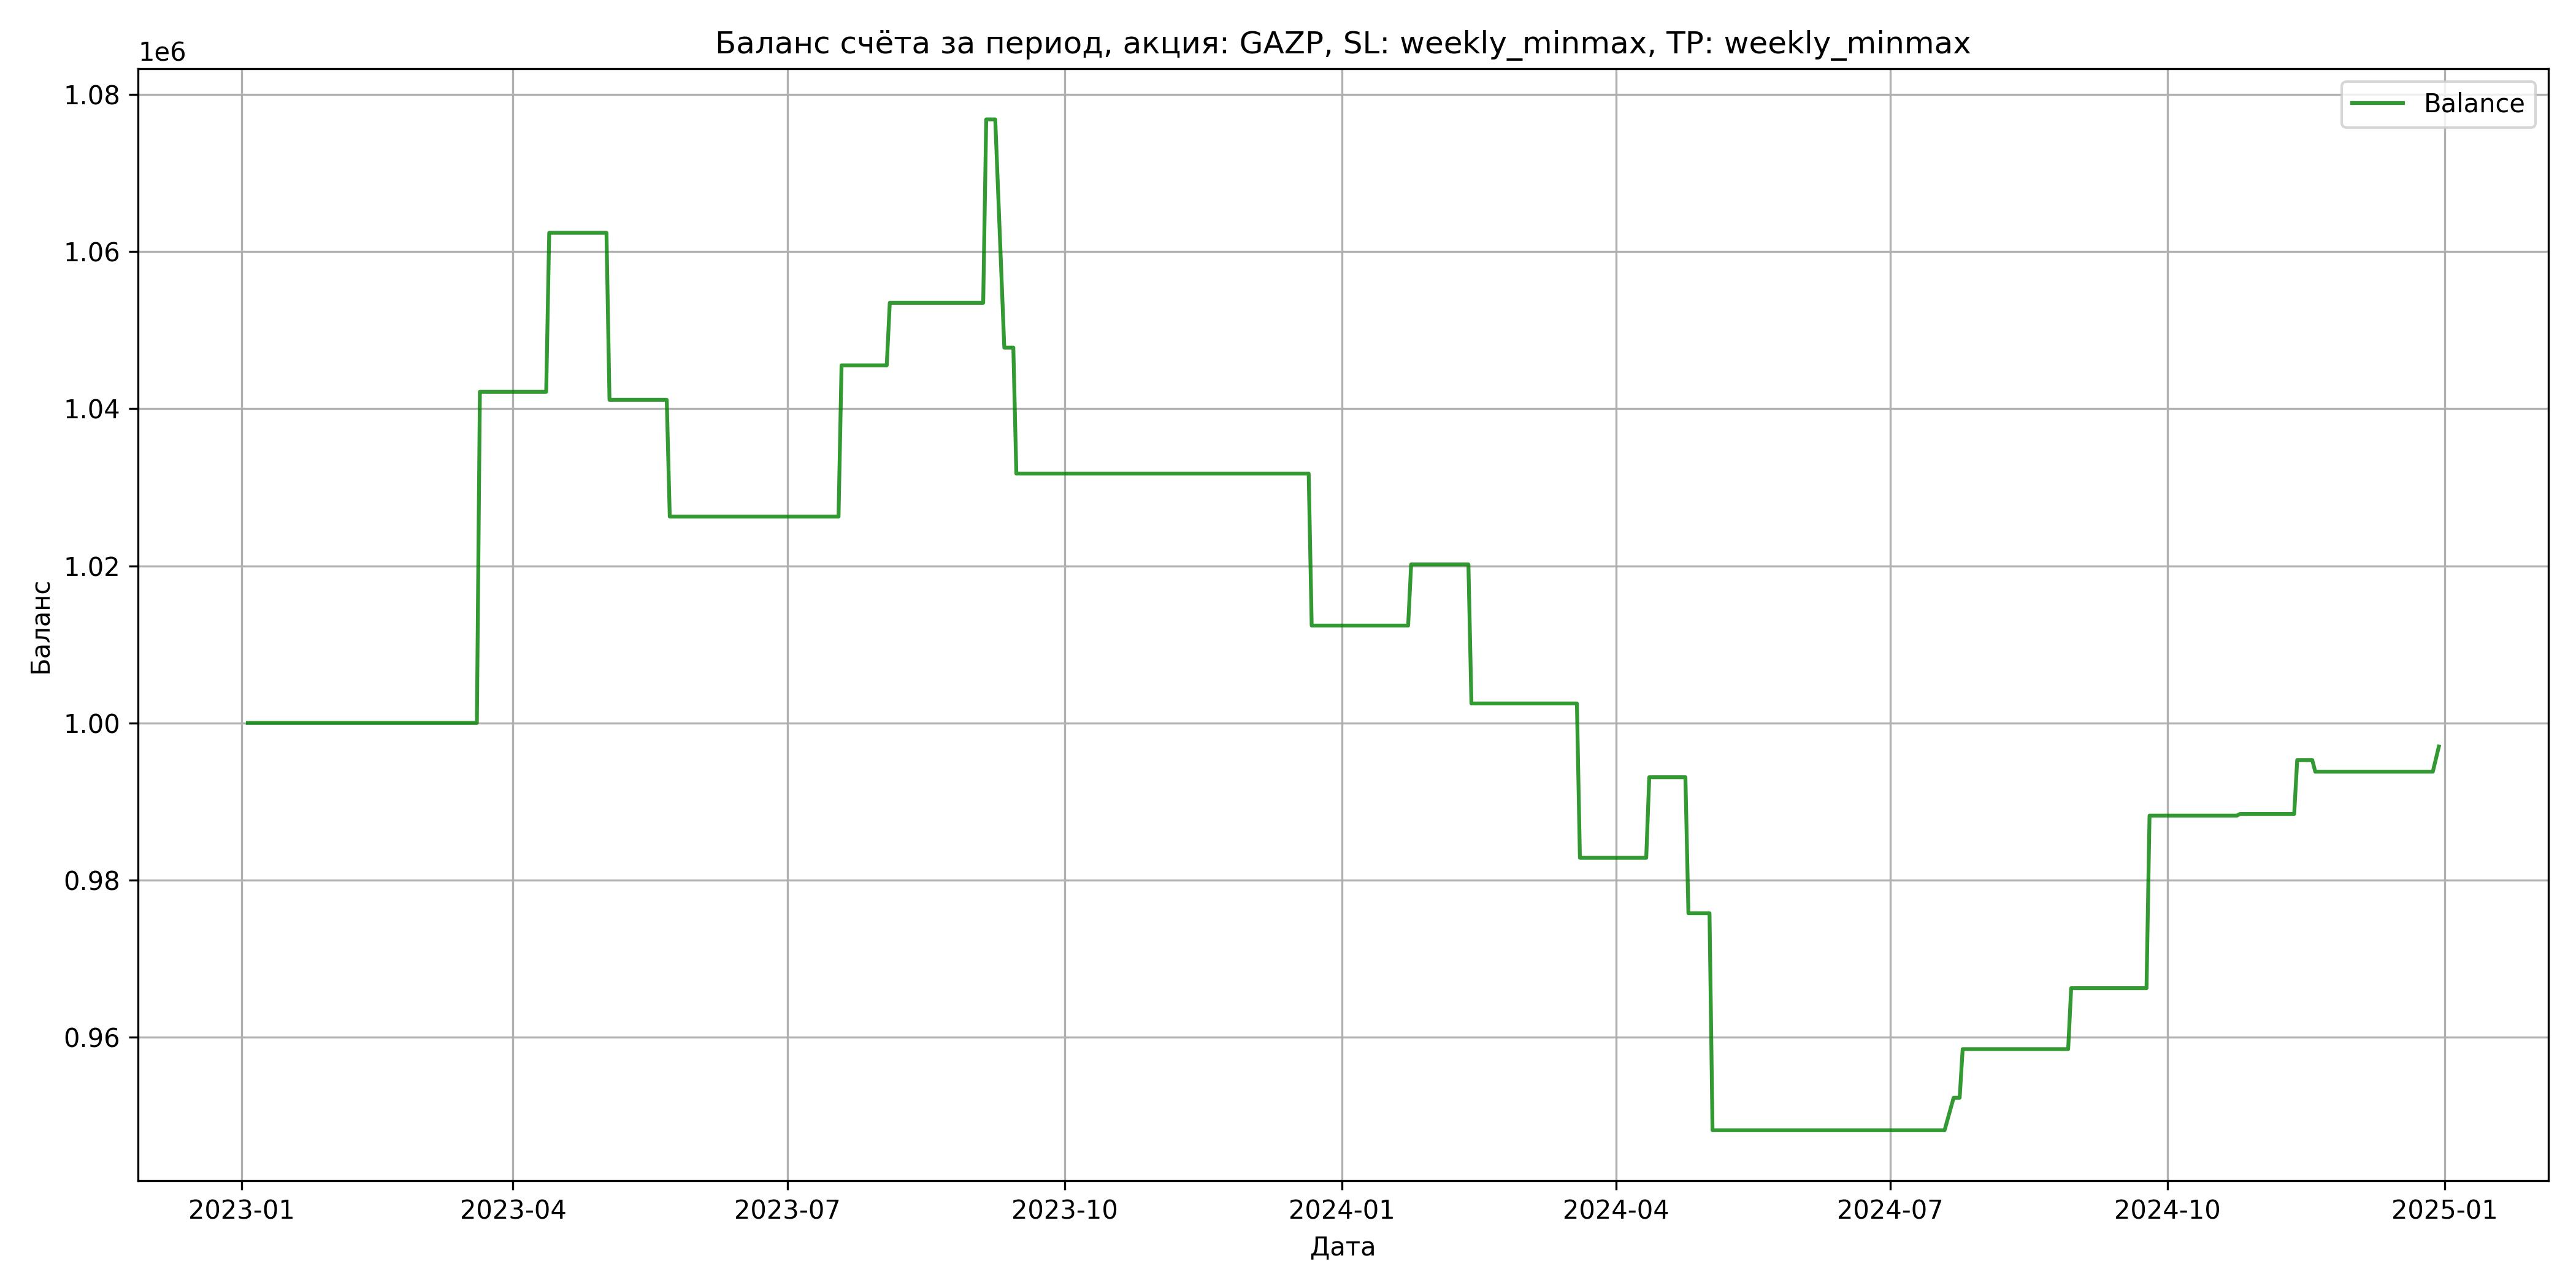 Баланс счёта за период, акция: GAZP, SL: weekly_minmax, TP: weekly_minmax
1e6
Balance
1.08
1.06
1.04
1.02
1.00
0.98
0.96
Баланс
2023-01 2023-04 2023-07 2023-10 2024-01 2024-04 2024-07 2024-10 2025-01
Дата